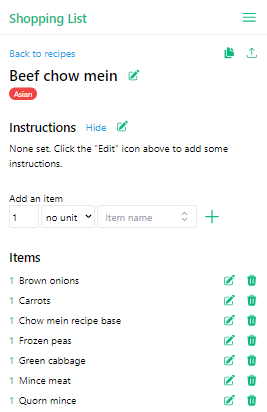 Shopping List
Back to recipes
Beef chow mein
Asian
Instructions Hide
None set. Click the "Edit" icon above to add some
instructions.
Add an item
1 no unit Item name
Items
1 Brown onions
1 Carrots
1 Chow mein recipe base
1 Frozen peas
1 Green cabbage
1 Mince meat
1 Quorn mince